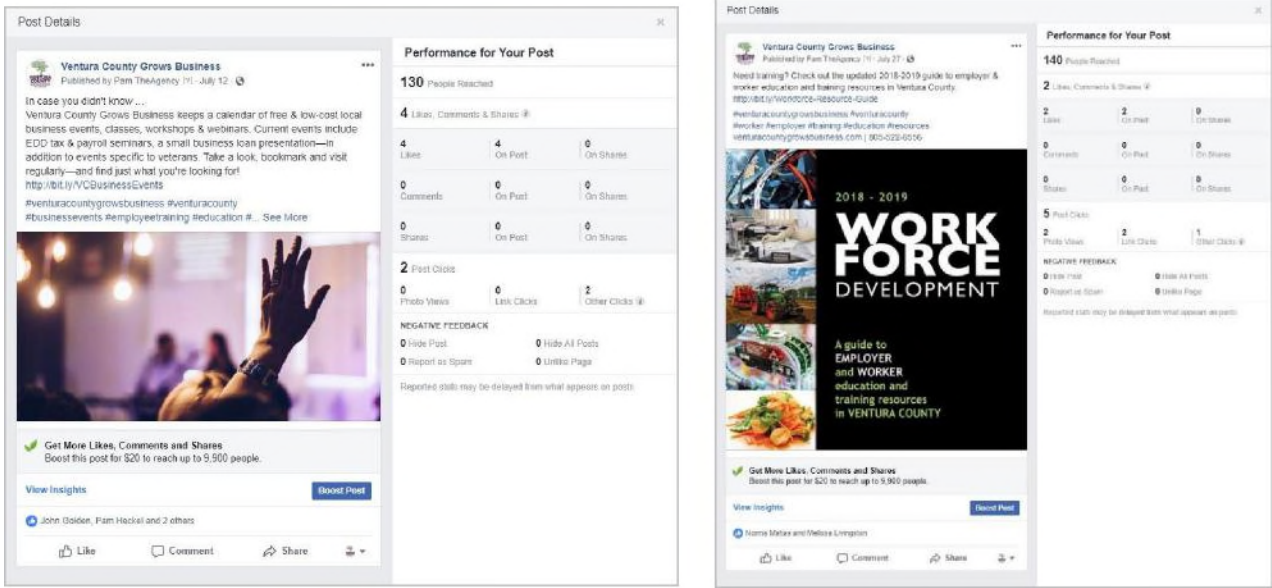 Post Details
Ventura County Grows Business
Published by Pam TheAgency [?] · July 12 ·
In case you didn't know ...
Ventura County Grows Business keeps a calendar of free & low-cost local
business events, classes, workshops & webinars. Current events include
EDD tax & payroll seminars, a small business loan presentation—in
addition to events specific to veterans. Take a look, bookmark and visit
regularly—and find just what you're looking for!
http://bit.ly/VCBusinessEvents
#venturacountygrowsbusiness #venturacounty
#businessevents #employeetraining #education #... See More
Get More Likes, Comments and Shares
Boost this post for $20 to reach up to 9,900 people.
View Insights
Boost Post
John Golden, Pam Heckel and 2 others
Like Comment Share
Performance for Your Post
130 People Reached
4 Likes, Comments & Shares
4 4 0
Likes On Post On Shares
0 0 0
Comments On Post On Shares
0 0 0
Shares On Post On Shares
2 Post Clicks
0 0 2
Photo Views Link Clicks Other Clicks
NEGATIVE FEEDBACK
0 Hide Post 0 Hide All Posts
0 Report as Spam 0 Unlike Page
Reported stats may be delayed from what appears on posts
Post Details
Ventura County Grows Business
Published by Pam TheAgency [?] · July 27 ·
Need training? Check out the updated 2018-2019 guide to employer &
worker education and training resources in Ventura County.
http://bit.ly/Workforce-Resource-Guide
#venturacountygrowsbusiness #venturacounty
#worker #employer #training #education #resources
venturacountygrowsbusiness.com | 805-522-6556
2018 - 2019
WORK
FORCE
DEVELOPMENT
A guide to
EMPLOYER
and WORKER
education and
training resources
in VENTURA COUNTY
Get More Likes, Comments and Shares
Boost this post for $20 to reach up to 9,900 people.
View Insights
Boost Post
Norma Matias and Melissa Livingston
Like Comment Share
Performance for Your Post
140 People Reached
2 Likes, Comments & Shares
2 2 0
Likes On Post On Shares
0 0 0
Comments On Post On Shares
0 0 0
Shares On Post On Shares
5 Post Clicks
2 2 1
Photo Views Link Clicks Other Clicks
NEGATIVE FEEDBACK
0 Hide Post 0 Hide All Posts
0 Report as Spam 0 Unlike Page
Reported stats may be delayed from what appears on posts